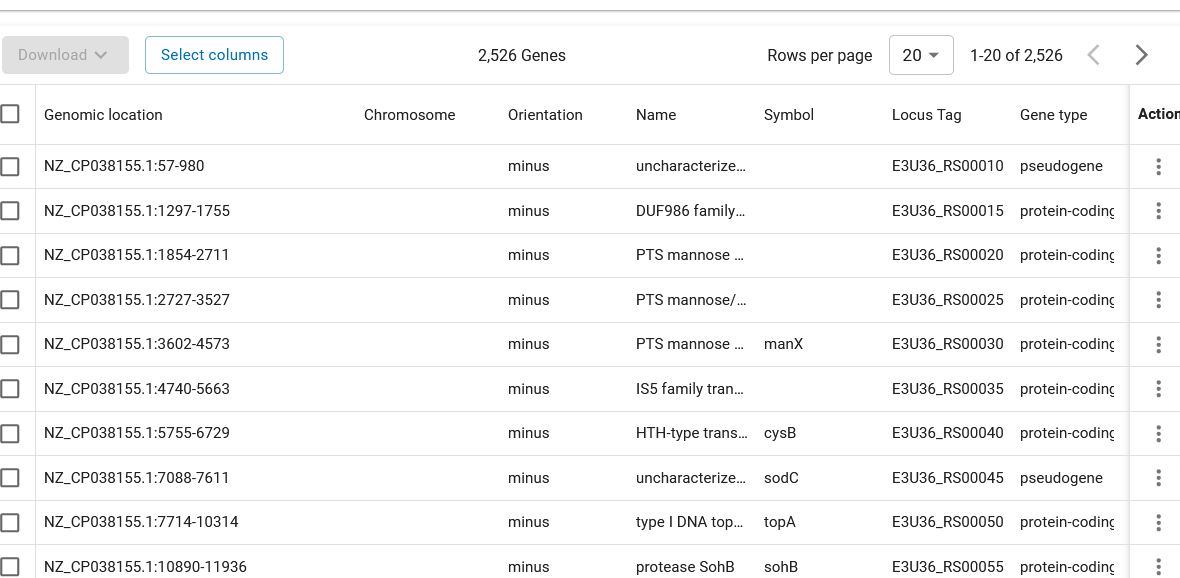 Download Select columns 2,526 Genes Rows per page 20 1-20 of 2,526
Genomic location Chromosome Orientation Name Symbol Locus Tag Gene type Action
NZ_CP038155.1:57-980 minus uncharacterize… E3U36_RS00010 pseudogene
NZ_CP038155.1:1297-1755 minus DUF986 family… E3U36_RS00015 protein-coding
NZ_CP038155.1:1854-2711 minus PTS mannose … E3U36_RS00020 protein-coding
NZ_CP038155.1:2727-3527 minus PTS mannose/… E3U36_RS00025 protein-coding
NZ_CP038155.1:3602-4573 minus PTS mannose … manX E3U36_RS00030 protein-coding
NZ_CP038155.1:4740-5663 minus IS5 family tran… E3U36_RS00035 protein-coding
NZ_CP038155.1:5755-6729 minus HTH-type trans… cysB E3U36_RS00040 protein-coding
NZ_CP038155.1:7088-7611 minus uncharacterize… sodC E3U36_RS00045 pseudogene
NZ_CP038155.1:7714-10314 minus type I DNA top… topA E3U36_RS00050 protein-coding
NZ_CP038155.1:10890-11936 minus protease SohB sohB E3U36_RS00055 protein-coding